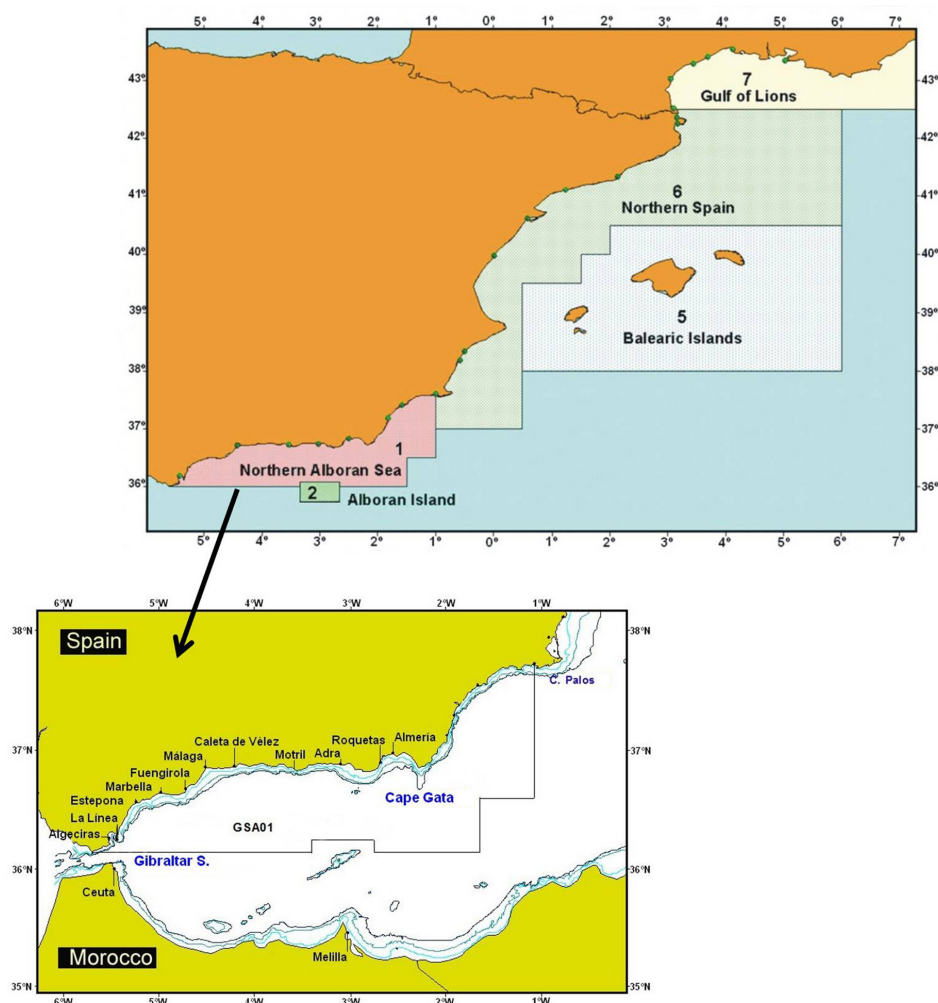 5° 4° 3° 2° 1° 0° 1° 2° 3° 4° 5° 6° 7°
43° 43°
7
Gulf of Lions
42° 42°
41° 41°
6
Northern Spain
40° 40°
39° 39°
5
Balearic Islands
38° 38°
37° 37°
1
Northern Alboran Sea
36° 36°
2
Alboran Island
5° 4° 3° 2° 1° 0° 1° 2° 3° 4° 5° 6° 7°
6°W 5°W 4°W 3°W 2°W 1°W
38°N 38°N
Spain
C. Palos
37°N 37°N
Almería
Roquetas
Caleta de Vélez
Adra
Motril
Málaga
Fuengirola
Marbella
Estepona
Cape Gata
La Línea
GSA01
Algeciras
Gibraltar S.
36°N 36°N
Ceuta
Melilla
Morocco
35°N 35°N
6°W 5°W 4°W 3°W 2°W 1°W